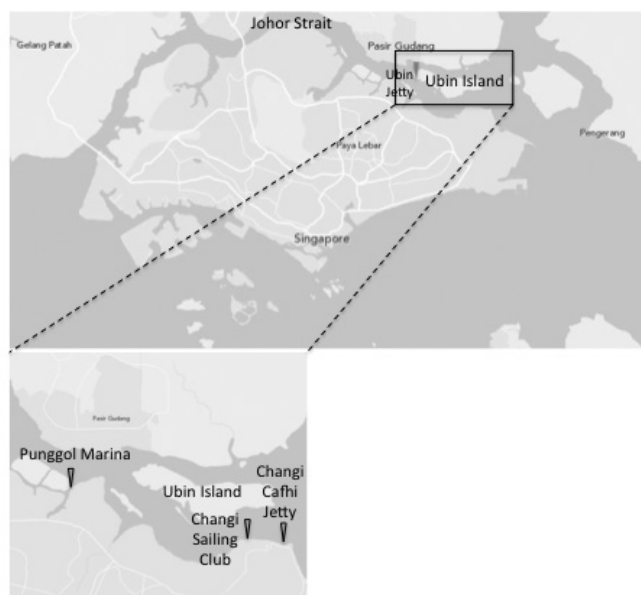 Johor Strait
Gelang Patah
Pasir Gudang
Ubin
Jetty
Ubin Island
Paya Lebar
Pengerang
Singapore
Pasir Gudang
Punggol Marina
Changi
Cafhi
Jetty
Ubin Island
Changi
Sailing
Club